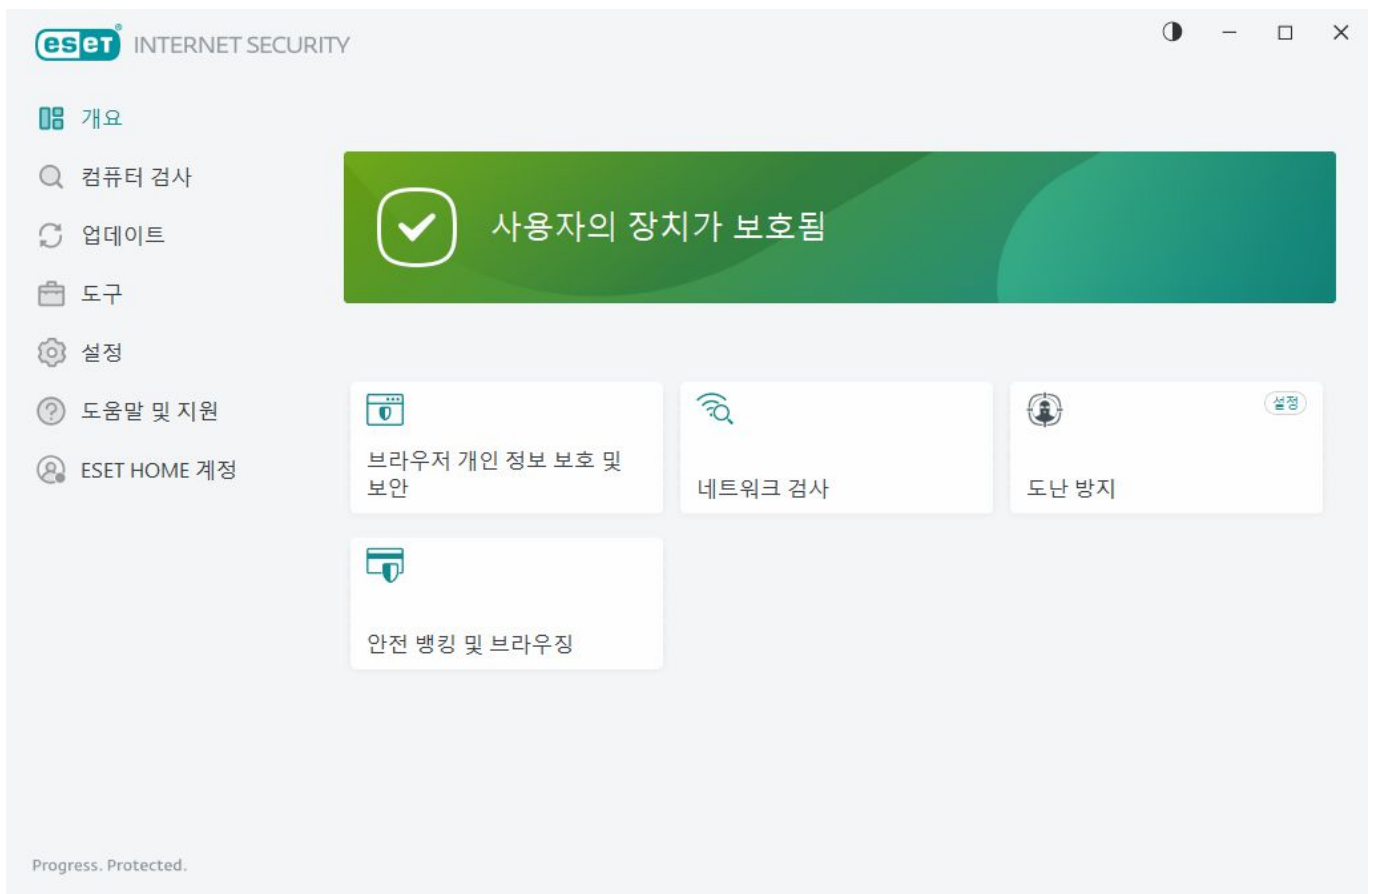 eset® INTERNET SECURITY
개요
컴퓨터 검사
업데이트
도구
설정
도움말 및 지원
ESET HOME 계정
사용자의 장치가 보호됨
브라우저 개인 정보 보호 및
보안
네트워크 검사
설정
도난 방지
안전 뱅킹 및 브라우징
Progress. Protected.